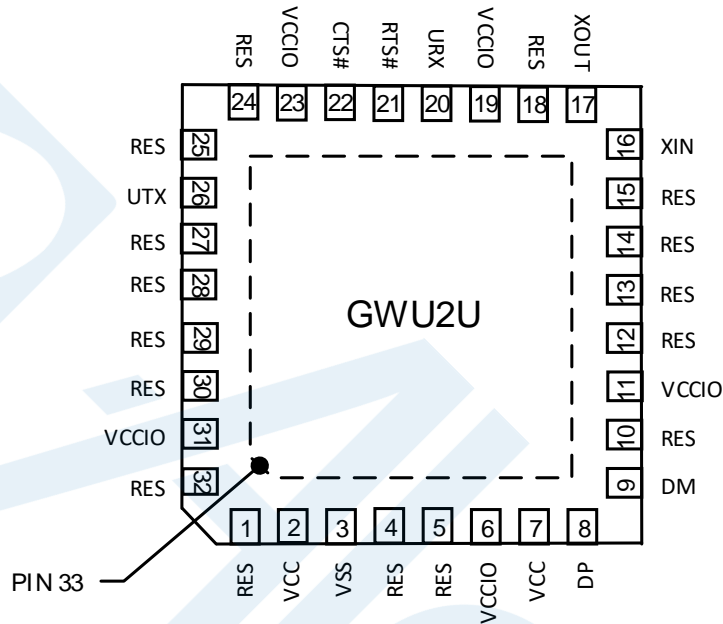 RES VCCIO CTS# RTS# URX VCCIO RES XOUT
24 23 22 21 20 19 18 17
RES 25
UTX 26
RES 27
RES 28
RES 29
RES 30
VCCIO 31
RES 32
16 XIN
15 RES
14 RES
13 RES
12 RES
11 VCCIO
10 RES
9 DM
GWU2U
1 2 3 4 5 6 7 8
RES VCC VSS RES RES VCCIO VCC DP
PIN 33